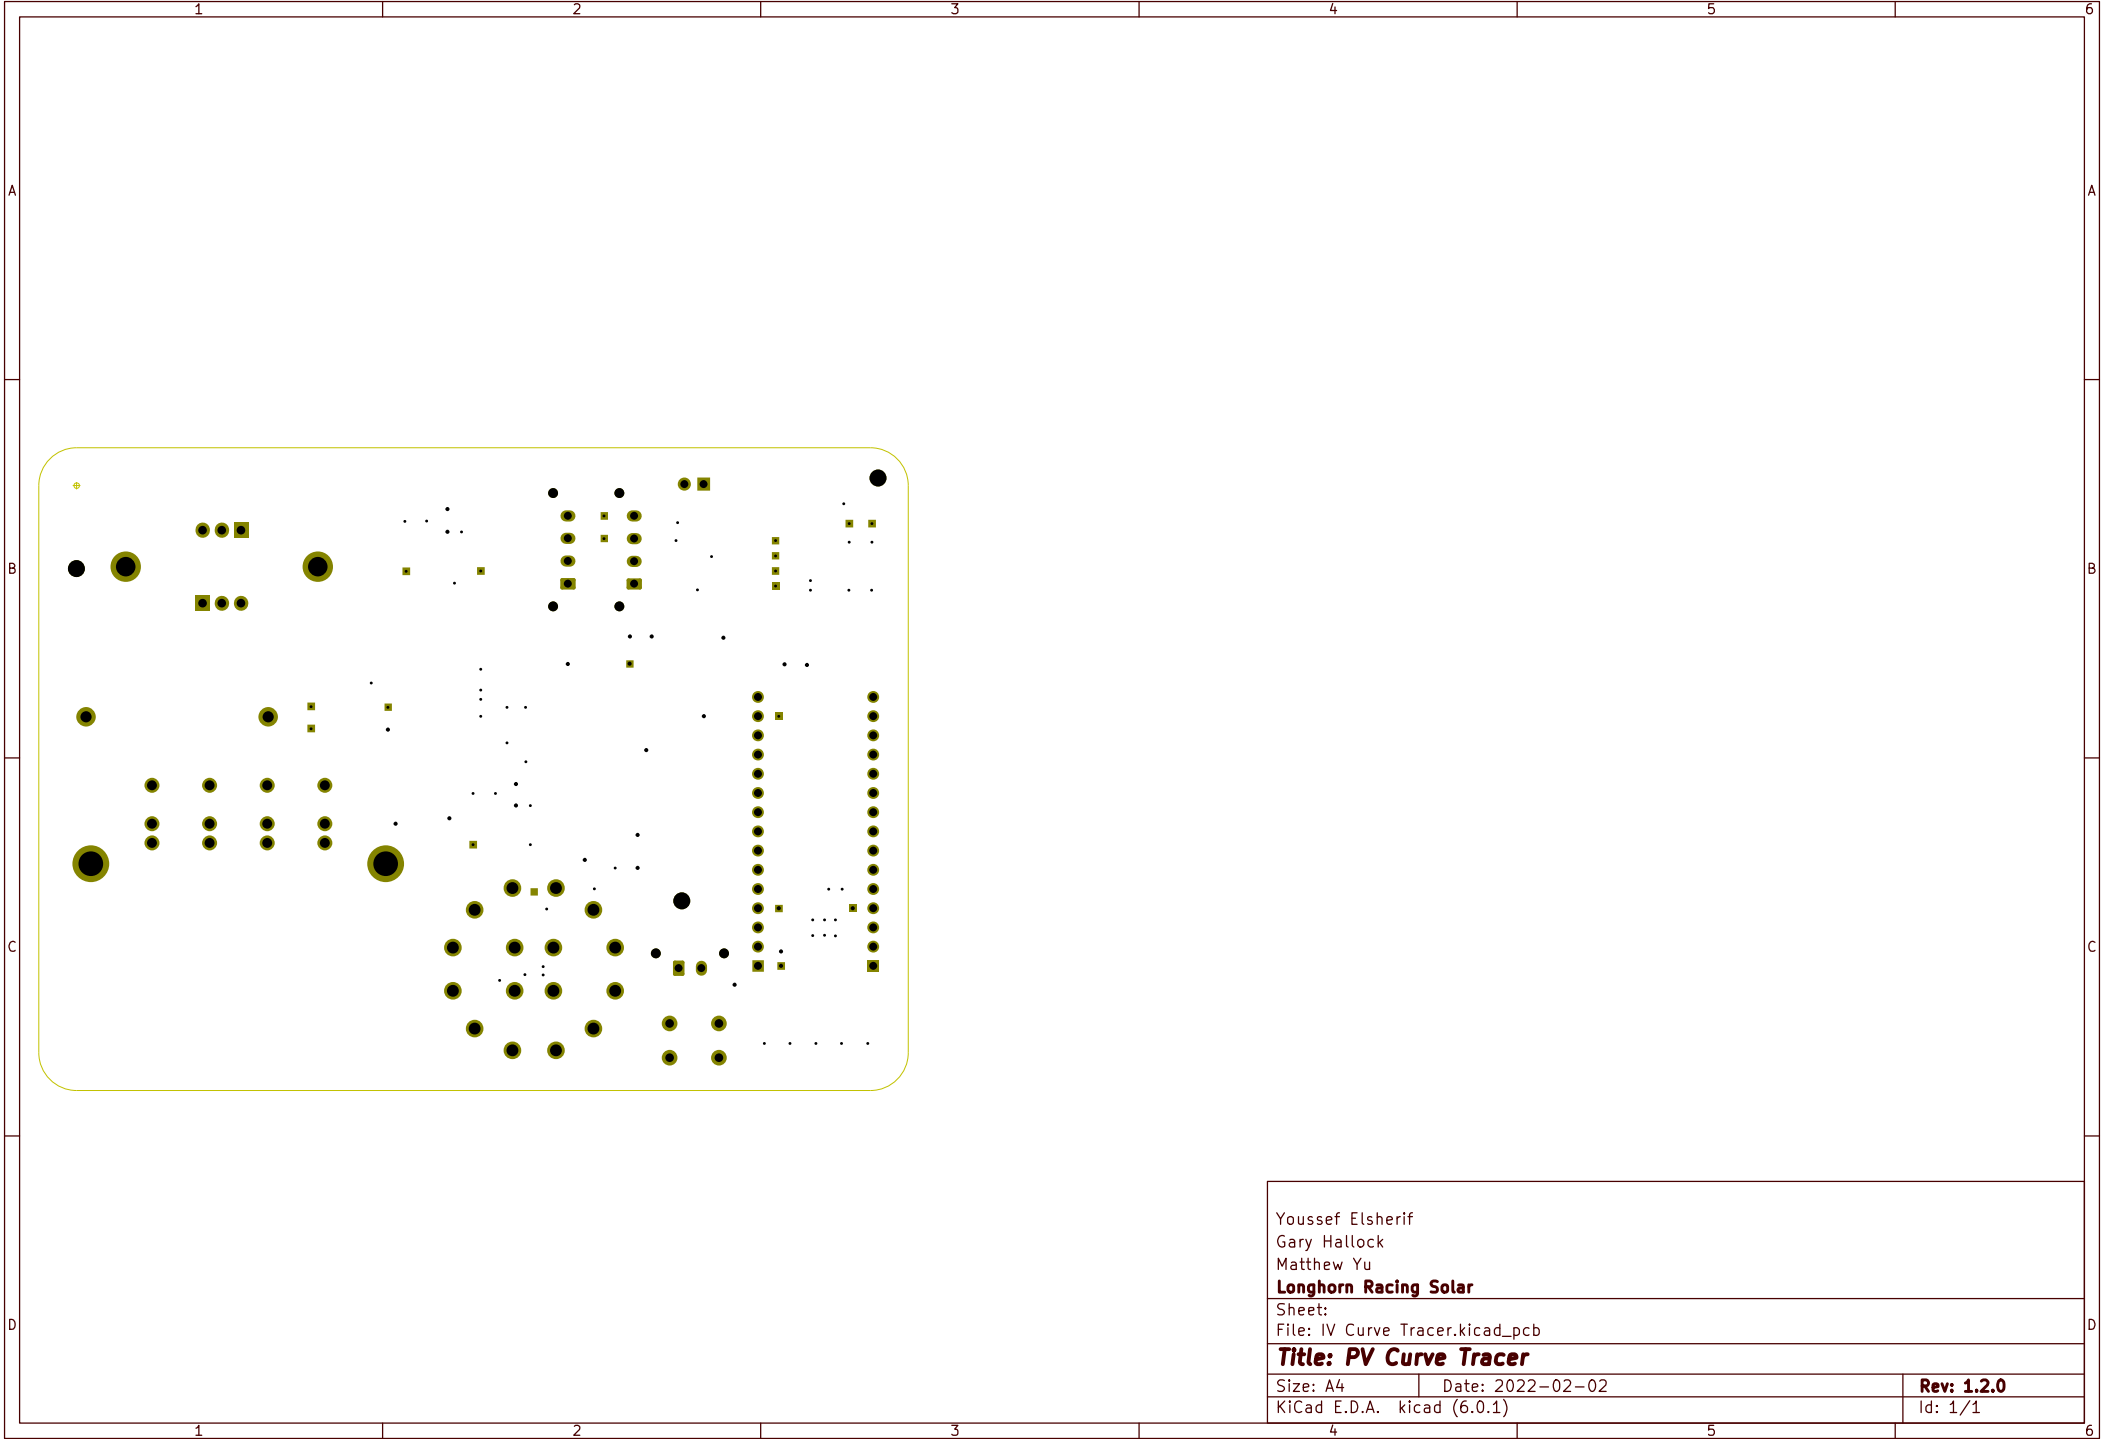 1 2 3 4 5 6
A A
B B
C C
D D
Youssef Elsherif
Gary Hallock
Matthew Yu
Longhorn Racing Solar
Sheet:
File: IV Curve Tracer.kicad_pcb
Title: PV Curve Tracer
Size: A4 Date: 2022-02-02 Rev: 1.2.0
KiCad E.D.A. kicad (6.0.1) Id: 1/1
1 2 3 4 5 6